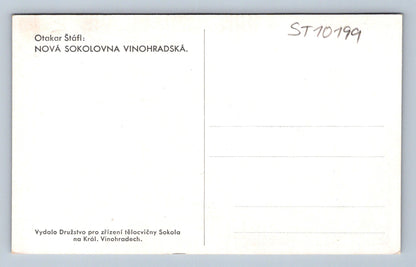 Otakar Štáfl:
NOVÁ SOKOLOVNA VINOHRADSKÁ.
ST10199
Vydalo Družstvo pro zřízení tělocvičny Sokola
na Král. Vinohradech.